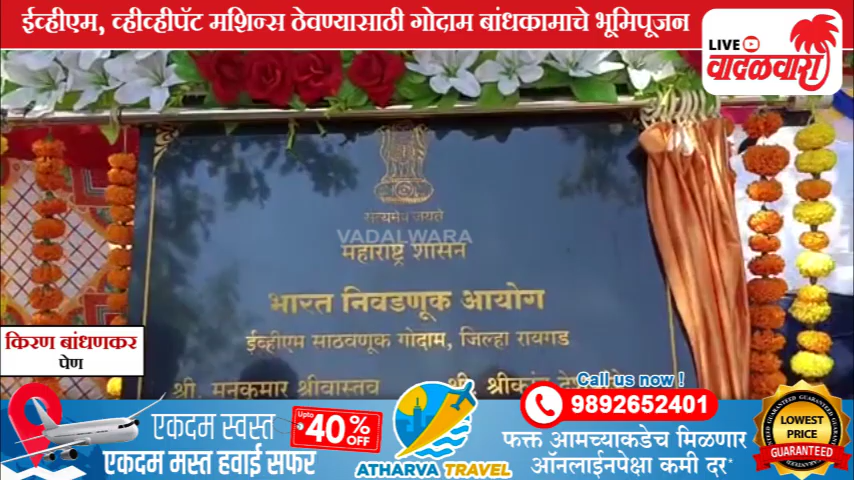 ईव्हीएम, व्हीव्हीपॅट मशिन्स ठेवण्यासाठी गोदाम बांधकामाचे भूमिपूजन
LIVE
वादळवारा
सत्यमेव जयते
VADALWARA
महाराष्ट्र शासन
भारत निवडणूक आयोग
ईव्हीएम साठवणूक गोदाम, जिल्हा रायगड
श्री. मनुकुमार श्रीवास्तव श्री. श्रीकांत
किरण बांधणकर
पेण
एकदम स्वस्त
एकदम मस्त हवाई सफर
Upto
40% OFF
ATHARVA TRAVEL
Call us now !
9892652401
फक्त आमच्याकडेच मिळणार
ऑनलाईनपेक्षा कमी दर*
GUARANTEED
LOWEST
PRICE
GUARANTEED